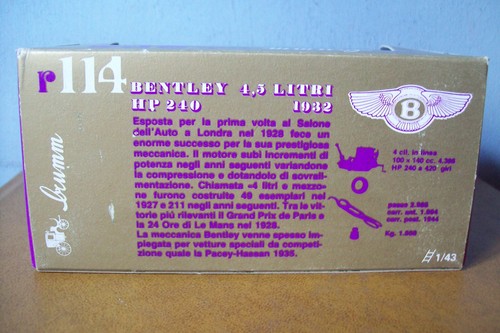 r114
BENTLEY 4,5 LITRI
HP 240 1932
Esposta per la prima volta al Salone
dell'Auto a Londra nel 1928 fece un
enorme successo per la sua prestigiosa
meccanica. Il motore subì incrementi di
potenza negli anni seguenti variandone
la compressione e dotandolo di sovrali-
mentazione. Chiamata «4 litri e mezzo»
ne furono costruite 49 esemplari nel
1927 e 211 negli anni seguenti. Tra le vit-
torie più rilevanti il Grand Prix de Paris e
la 24 Ore di Le Mans nel 1928.
La meccanica Bentley venne spesso im-
piegata per vetture speciali da competi-
zione quale la Pacey-Hassan 1935.
Brumm
B
4 cil. in linea
100 x 140 cc. 4.398
HP 240 a 420 giri
passo
carr. ant.
carr. post.
Kg.
1/43